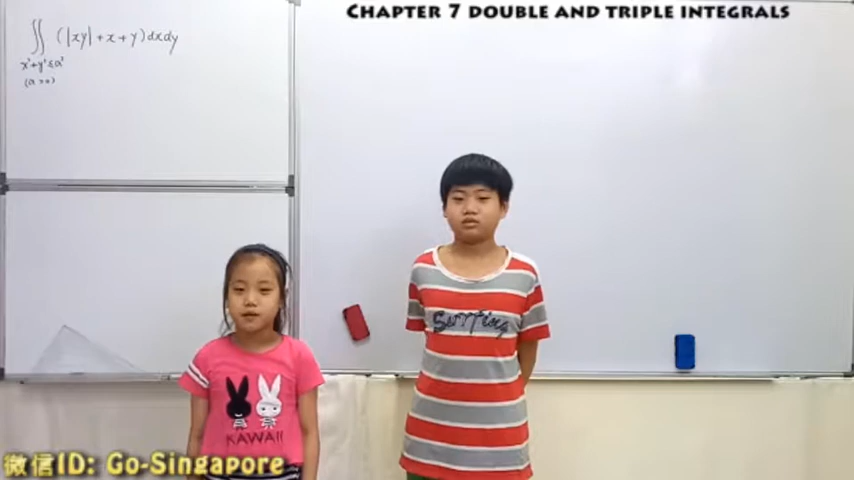 CHAPTER 7 DOUBLE AND TRIPLE INTEGRALS
∬ (|xy|+x+y)dxdy
x²+y²≤a²
(a>0)
Surfing
KAWAII
微信ID: Go-Singapore